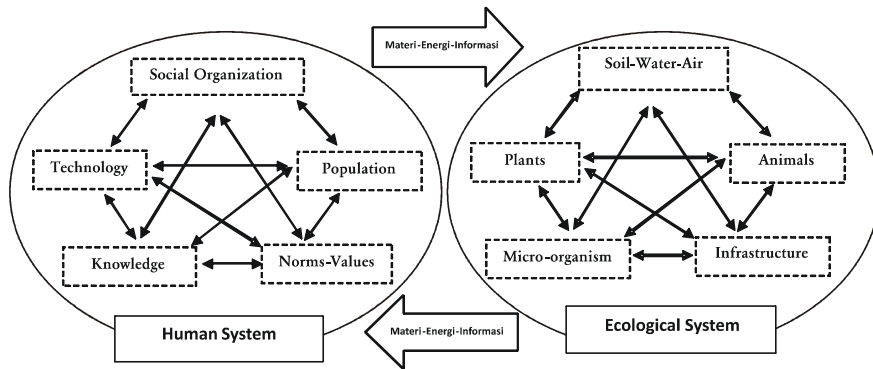 Materi-Energi-Informasi
Social Organization
Soil-Water-Air
Technology
Population
Plants
Animals
Knowledge
Norms-Values
Micro-organism
Infrastructure
Human System
Materi-Energi-Informasi
Ecological System